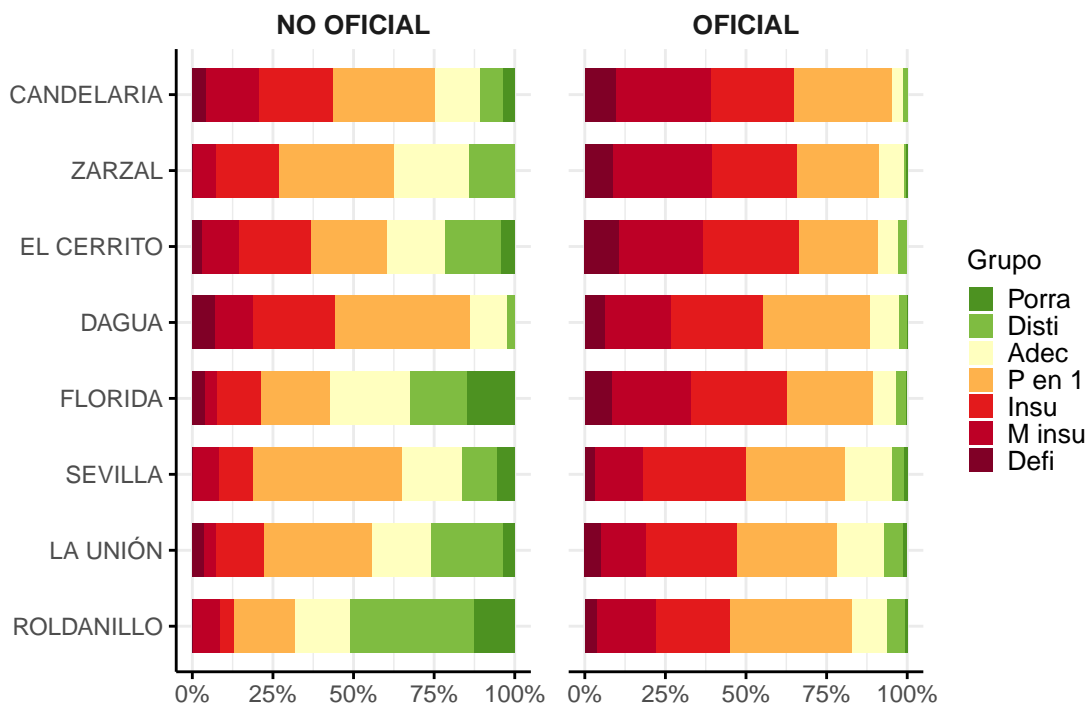 NO OFICIAL
OFICIAL
CANDELARIA
ZARZAL
EL CERRITO
DAGUA
FLORIDA
SEVILLA
LA UNIÓN
ROLDANILLO
0% 25% 50% 75% 100%
0% 25% 50% 75% 100%
Grupo
Porra
Disti
Adec
P en 1
Insu
M insu
Defi